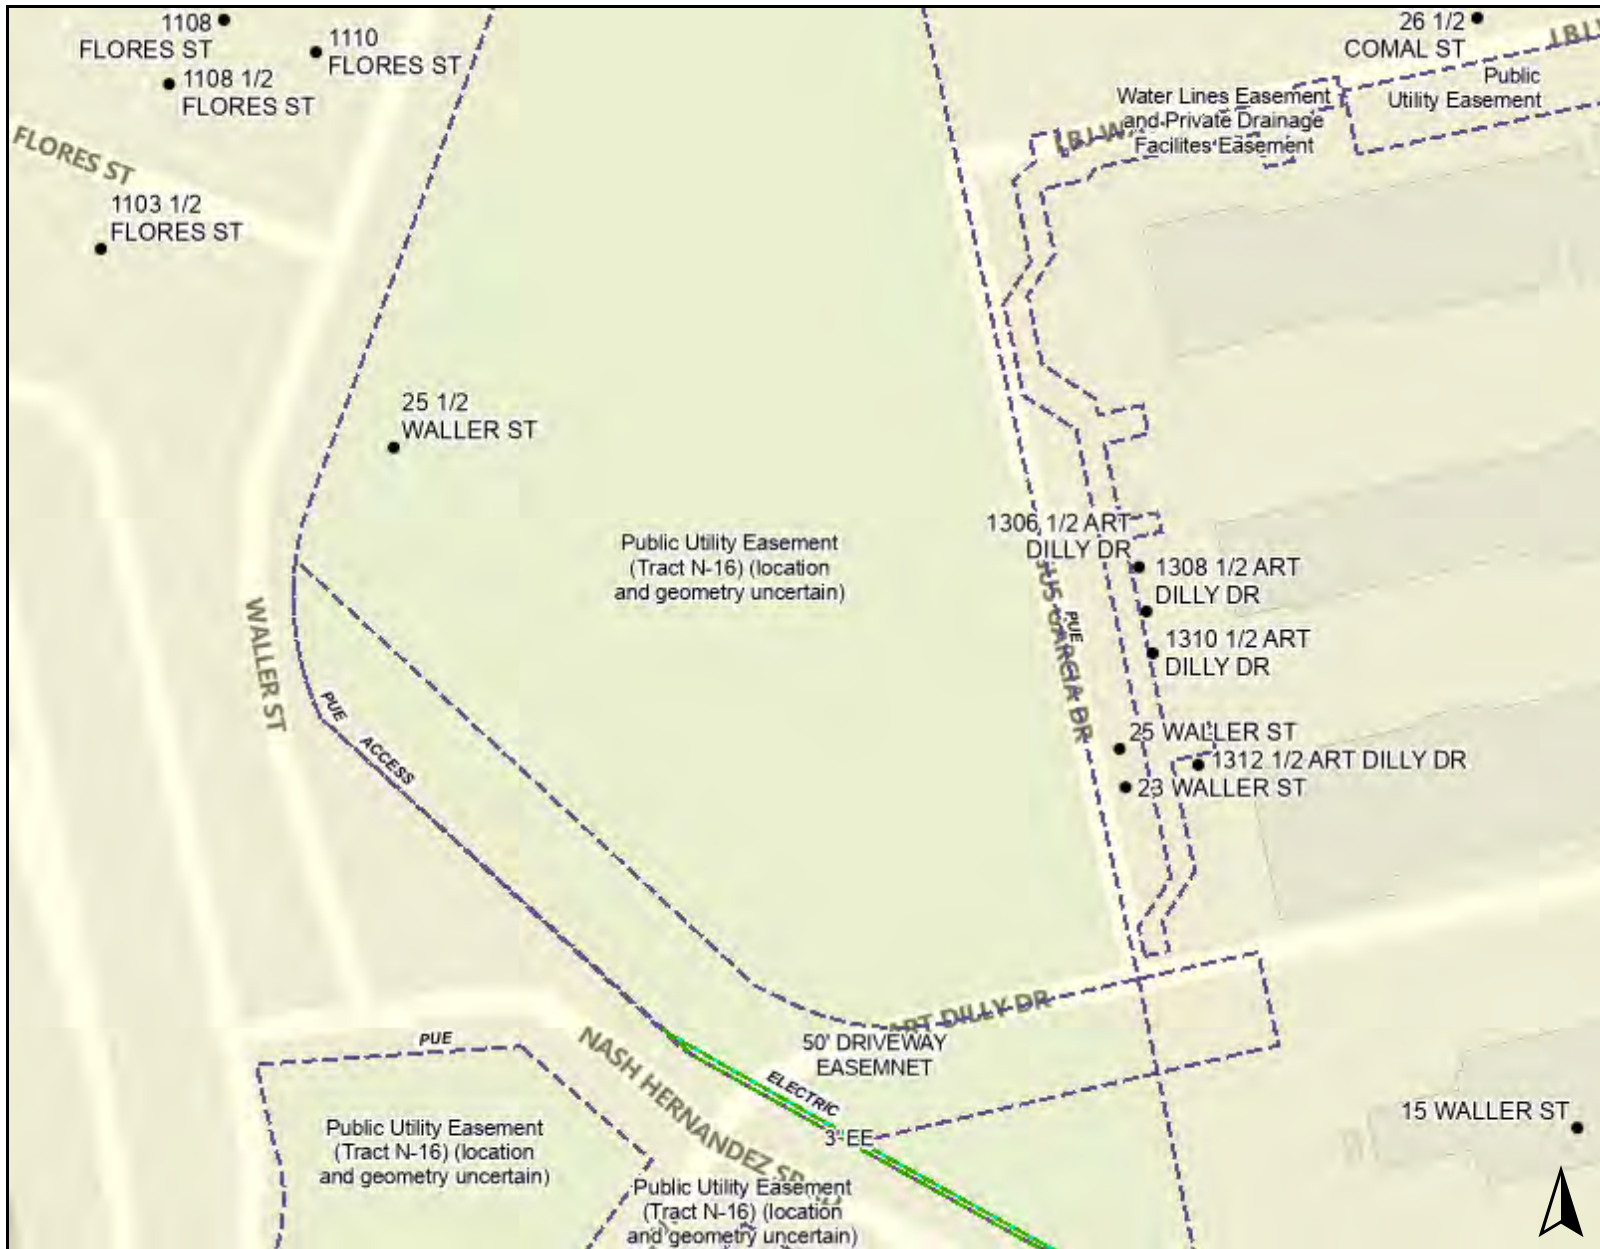 1108
FLORES ST
1110
FLORES ST
1108 1/2
FLORES ST
26 1/2
COMAL ST
Public
Utility Easement
Water Lines Easement
and Private Drainage
Facilites Easement
FLORES ST
1103 1/2
FLORES ST
25 1/2
WALLER ST
Public Utility Easement
(Tract N-16) (location
and geometry uncertain)
1306 1/2 ART
DILLY DR
1308 1/2 ART
DILLY DR
1310 1/2 ART
DILLY DR
PUE
GARCIA DR
WALLER ST
PUE
ACCESS
25 WALLER ST
1312 1/2 ART DILLY DR
23 WALLER ST
ART DILLY DR
50' DRIVEWAY
EASEMNET
PUE
NASH HERNANDEZ
ELECTRIC
3' EE
15 WALLER ST
Public Utility Easement
(Tract N-16) (location
and geometry uncertain)
Public Utility Easement
(Tract N-16) (location
and geometry uncertain)